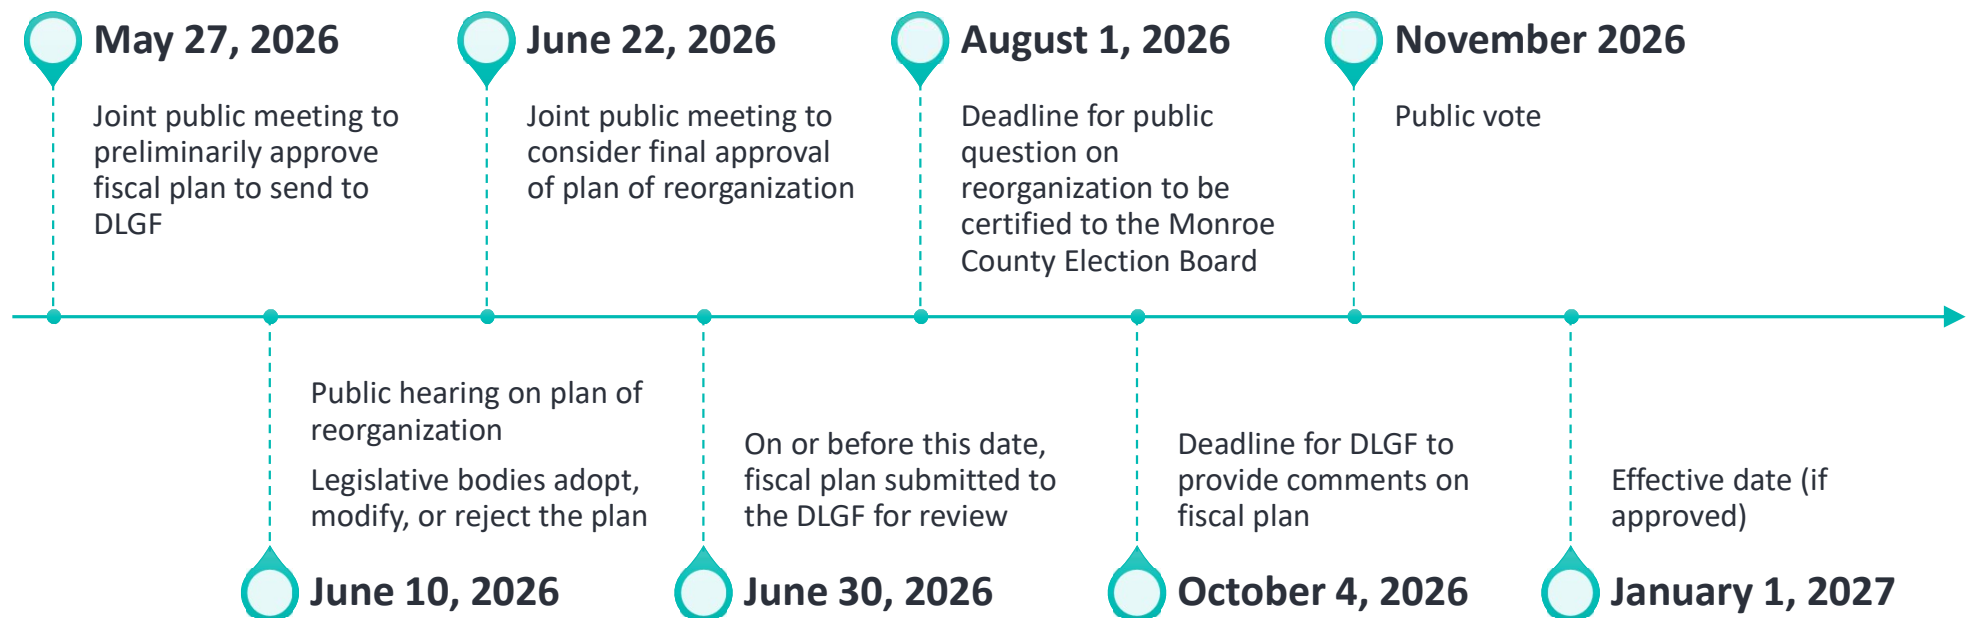 May 27, 2026
Joint public meeting to
preliminarily approve
fiscal plan to send to
DLGF
Public hearing on plan of
reorganization
Legislative bodies adopt,
modify, or reject the plan
June 10, 2026
June 22, 2026
Joint public meeting to
consider final approval
of plan of reorganization
On or before this date,
fiscal plan submitted to
the DLGF for review
June 30, 2026
August 1, 2026
Deadline for public
question on
reorganization to be
certified to the Monroe
County Election Board
Deadline for DLGF to
provide comments on
fiscal plan
October 4, 2026
November 2026
Public vote
Effective date (if
approved)
January 1, 2027